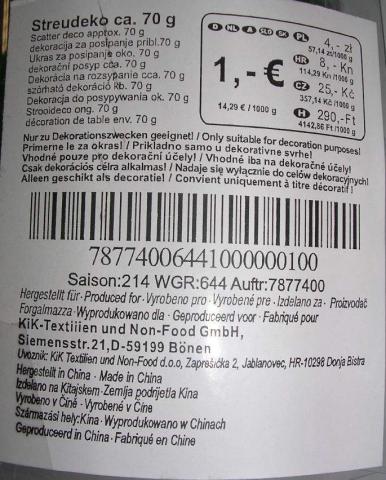 Streudeko ca. 70 g
Scatter deco approx. 70 g
dekoracija za posipanje pribl.70 g
Ukras za posipanje oko. 70 g
dekorační posyp cca. 70 g
Dekorácia na rozsypanie cca. 70 g
szórható dekoráció kb. 70 g
Dekoracja do posypywania ok. 70 g
Strooideco ong. 70 g
décoration de table env. 70 g
D NL A SLO SK
1,-€
14,29 € / 1000 g
PL 4,- zł
57,14 zł/1000 g
HR 8,- Kn
114,29 Kn /1000 g
CZ 25,- Kč
357,14 Kč /1000 g
H 290,-Ft
4142,86 Ft/1000 g
Nur zu Dekorationszwecken geeignet! / Only suitable for decoration purposes!
Primerne le za okras! / Prikladno samo u dekorativne svrhe!
Vhodné pouze pro dekorační účely! / Vhodné iba na dekoračné účely!
Csak dekorációs célra alkalmas! / Nadaje się wyłącznie do celów dekoracyjnych!
Alleen geschikt als decoratie! / Convient uniquement à titre décoratif !
78774006441000000100
Saison:214 WGR:644 Auftr:7877400
Hergestellt für · Produced for · Vyrobeno pro · Vyrobené pre · Izdelano za · Proizvođač
Forgalmazza · Wyprodukowano dla · Geproduceerd voor · Fabriqué pour
KiK-Textilien und Non-Food GmbH,
Siemensstr.21,D-59199 Bönen
Uvoznik: KiK Textilien und Non-Food d.o.o, Zaprešička 2, Jablanovec, HR-10298 Donja Bistra
Hergestellt in China · Made in China
Izdelano na Kitajskem · Zemlja podrijetla Kina
Vyrobeno v Číně · Vyrobené v Číne
Származási hely:Kína · Wyprodukowano w Chinach
Geproduceerd in China · Fabriqué en Chine